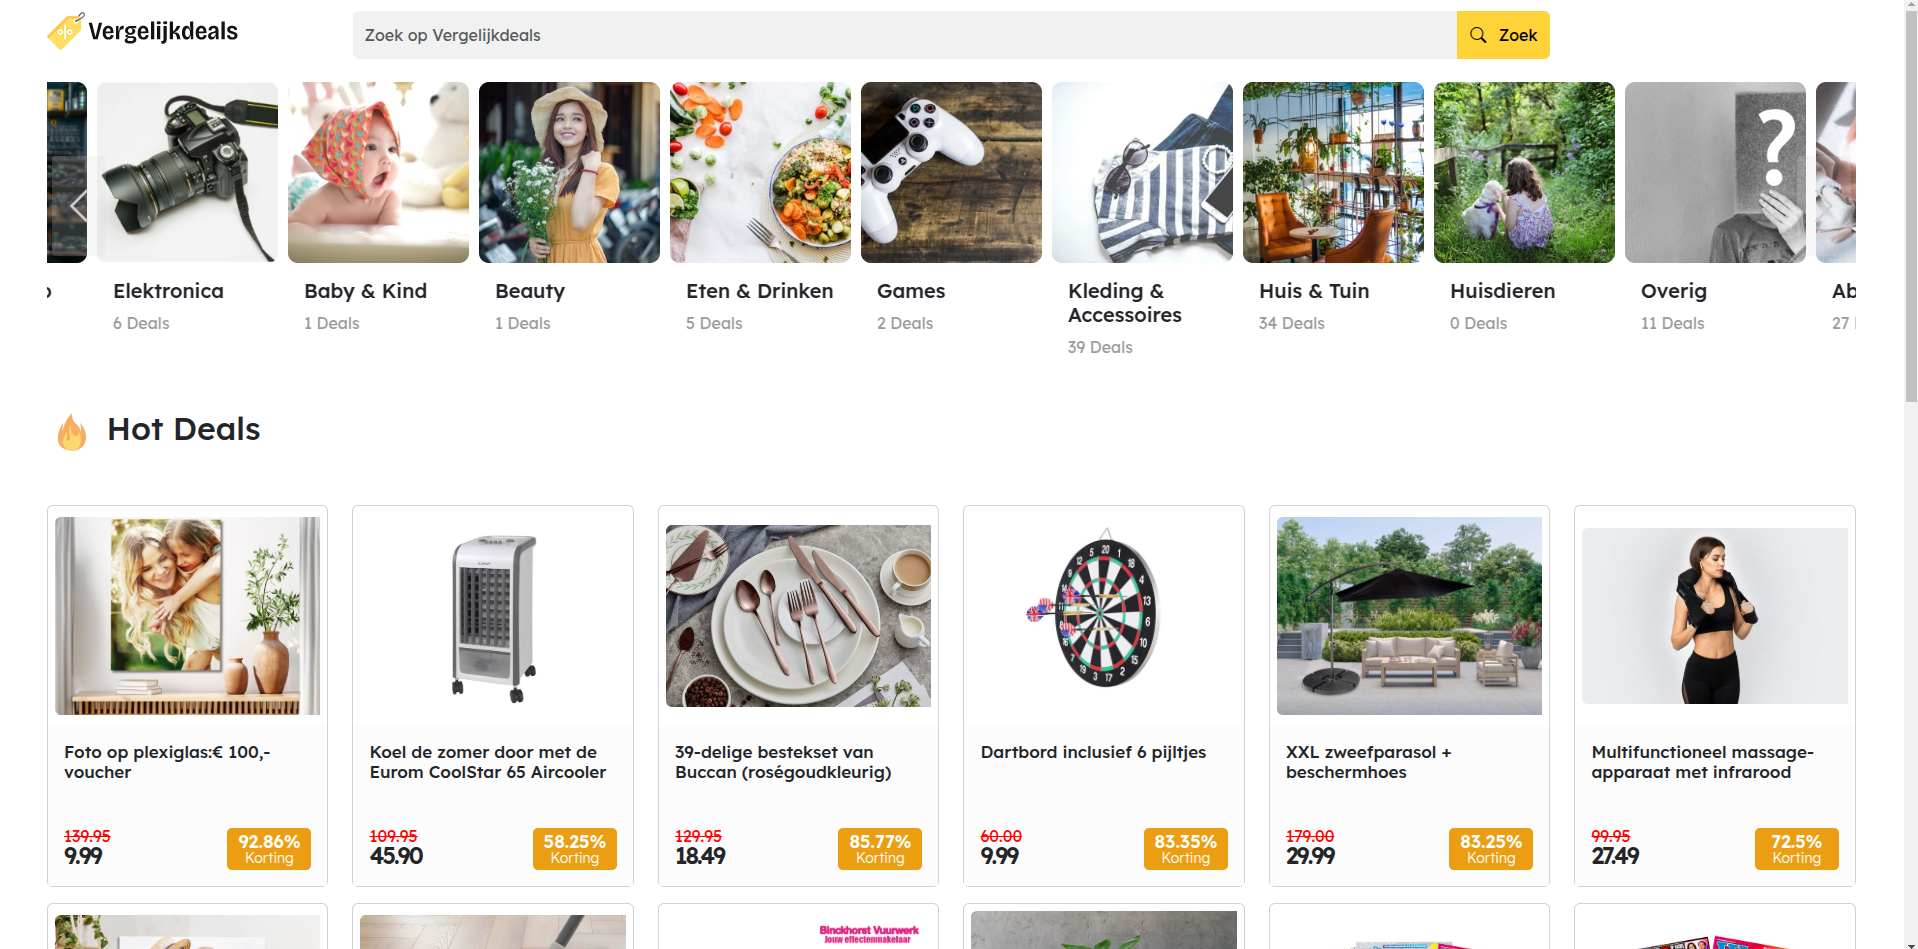 Vergelijkdeals
Zoek op Vergelijkdeals
Zoek
Elektronica
6 Deals
Baby & Kind
1 Deals
Beauty
1 Deals
Eten & Drinken
5 Deals
Games
2 Deals
Kleding &
Accessoires
39 Deals
Huis & Tuin
34 Deals
Huisdieren
0 Deals
?
Overig
11 Deals
Ab
27
Hot Deals
Foto op plexiglas:€ 100,-
voucher
139.95
9.99
92.86%
Korting
Koel de zomer door met de
Eurom CoolStar 65 Aircooler
109.95
45.90
58.25%
Korting
39-delige bestekset van
Buccan (roségoudkleurig)
129.95
18.49
85.77%
Korting
Dartbord inclusief 6 pijltjes
60.00
9.99
83.35%
Korting
XXL zweefparasol +
beschermhoes
179.00
29.99
83.25%
Korting
Multifunctioneel massage-
apparaat met infrarood
99.95
27.49
72.5%
Korting
Binckhorst Vuurwerk
Jouw effectenmakelaar